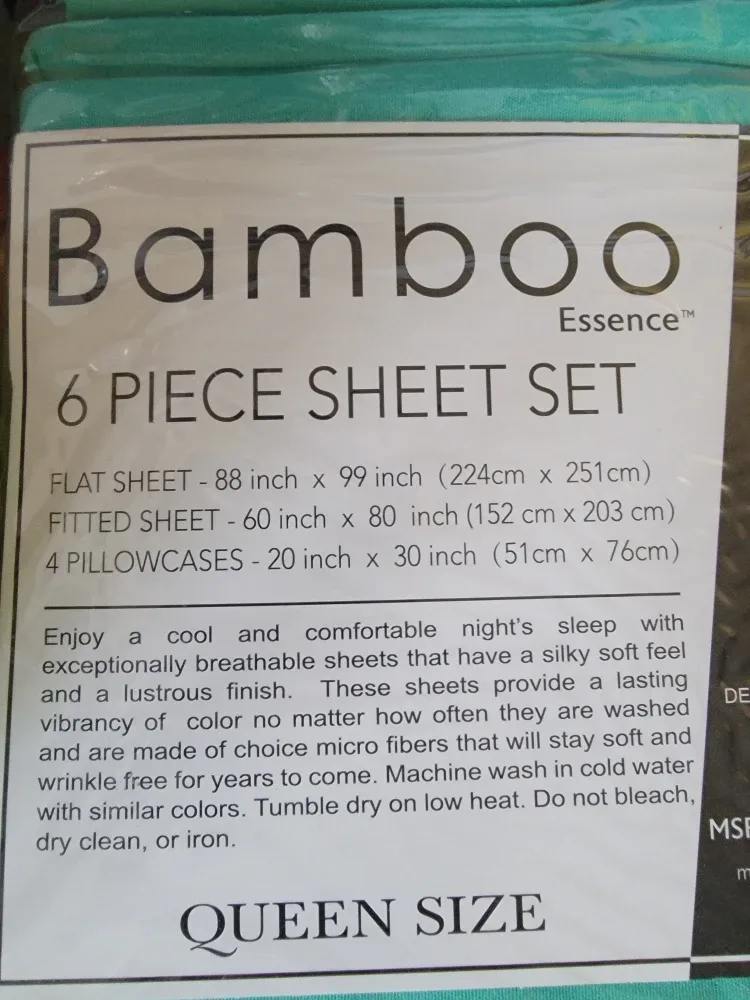 Bamboo
Essence™
6 PIECE SHEET SET
FLAT SHEET - 88 inch x 99 inch (224cm x 251cm)
FITTED SHEET - 60 inch x 80 inch (152 cm x 203 cm)
4 PILLOWCASES - 20 inch x 30 inch (51cm x 76cm)
Enjoy a cool and comfortable night's sleep with
exceptionally breathable sheets that have a silky soft feel
and a lustrous finish. These sheets provide a lasting
vibrancy of color no matter how often they are washed
and are made of choice micro fibers that will stay soft and
wrinkle free for years to come. Machine wash in cold water
with similar colors. Tumble dry on low heat. Do not bleach,
dry clean, or iron.
QUEEN SIZE
DE